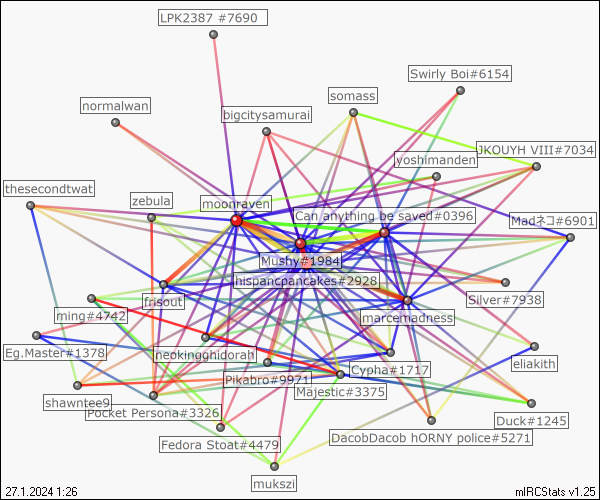 LPK2387 #7690
Swirly Boi#6154
somass
normalwan
bigcitysamurai
JKOUYH VIII#7034
yoshimanden
thesecondtwat
zebula
moonraven
Can anything be saved#0396
Madネコ#6901
Mushy#1984
hispancpancakes#2928
frisout
Silver#7938
ming#4742
marcemadness
Eg.Master#1378
neokingghidorah
Cypha#1717
eliakith
Pikabro#9971
Majestic#3375
shawntee9
Pocket Persona#3326
Duck#1245
Fedora Stoat#4479
DacobDacob hORNY police#5271
mukszi
27.1.2024 1:26
mIRCStats v1.25